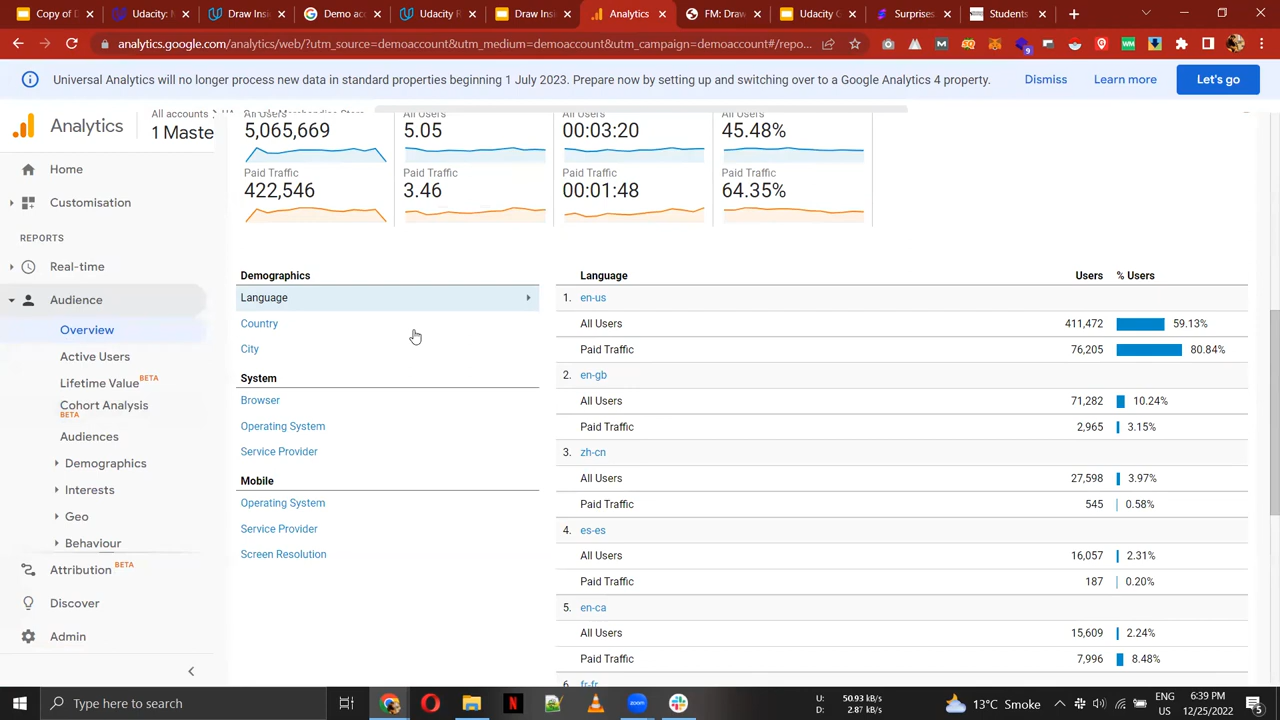 Copy of D
Udacity: M
Draw Insi
Demo ac
Udacity R
Draw Insi
Analytics
FM: Draw
Udacity G
Surprises
Students
analytics.google.com/analytics/web/?utm_source=demoaccount&utm_medium=demoaccount&utm_campaign=demoaccount#/repo...
Universal Analytics will no longer process new data in standard properties beginning 1 July 2023. Prepare now by setting up and switching over to a Google Analytics 4 property.
Dismiss
Learn more
Let's go
Analytics
All accounts
1 Maste
Home
Customisation
REPORTS
Real-time
Audience
Overview
Active Users
Lifetime Value BETA
Cohort Analysis
BETA
Audiences
Demographics
Interests
Geo
Behaviour
Attribution BETA
Discover
Admin
All Users All Users All Users All Users
5,065,669 5.05 00:03:20 45.48%
Paid Traffic Paid Traffic Paid Traffic Paid Traffic
422,546 3.46 00:01:48 64.35%
Demographics
Language
Country
City
System
Browser
Operating System
Service Provider
Mobile
Operating System
Service Provider
Screen Resolution
Language Users % Users
1. en-us
All Users 411,472 59.13%
Paid Traffic 76,205 80.84%
2. en-gb
All Users 71,282 10.24%
Paid Traffic 2,965 3.15%
3. zh-cn
All Users 27,598 3.97%
Paid Traffic 545 0.58%
4. es-es
All Users 16,057 2.31%
Paid Traffic 187 0.20%
5. en-ca
All Users 15,609 2.24%
Paid Traffic 7,996 8.48%
6. fr-fr
Type here to search
U: 50.93 kB/s
D: 2.87 kB/s
13°C Smoke
ENG
US
6:39 PM
12/25/2022
5